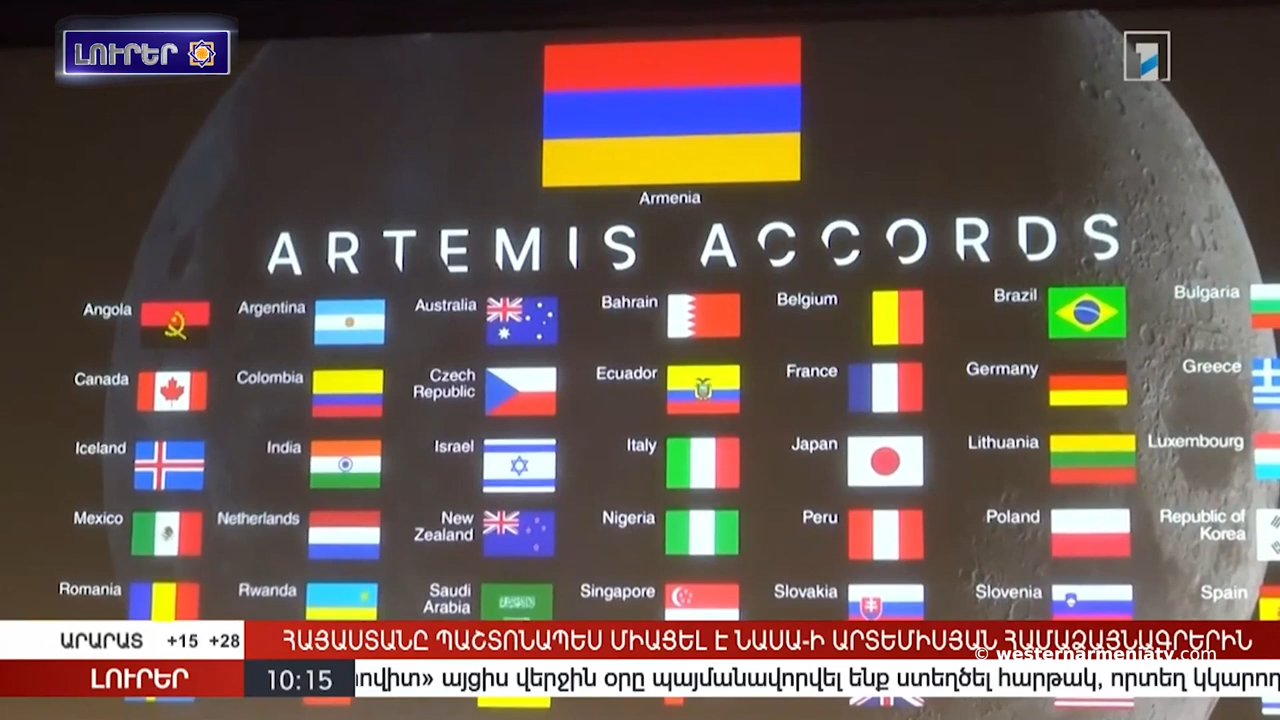 ԼՈՒՐԵՐ
1
Armenia
ARTEMIS ACCORDS
Angola Argentina Australia Bahrain Belgium Brazil Bulgaria
Canada Colombia Czech Republic Ecuador France Germany Greece
Iceland India Israel Italy Japan Lithuania Luxembourg
Mexico Netherlands New Zealand Nigeria Peru Poland Republic of Korea
Romania Rwanda Saudi Arabia Singapore Slovakia Slovenia Spain
ԱՐԱՐԱՏ +15 +28
ՀԱՅԱՍՏԱՆԸ ՊԱՇՏՈՆԱՊԵՍ ՄԻԱՑԵԼ Է ՆԱՍԱ-Ի ԱՐՏԵՄԻՍՅԱՆ ՀԱՄԱՁԱՅՆԱԳՐԵՐԻՆ
© westernarmeniatv.com
ԼՈՒՐԵՐ 10:15
հովիտ» այցիս վերջին օրը պայմանավորվել ենք ստեղծել հարթակ, որտեղ կկարող